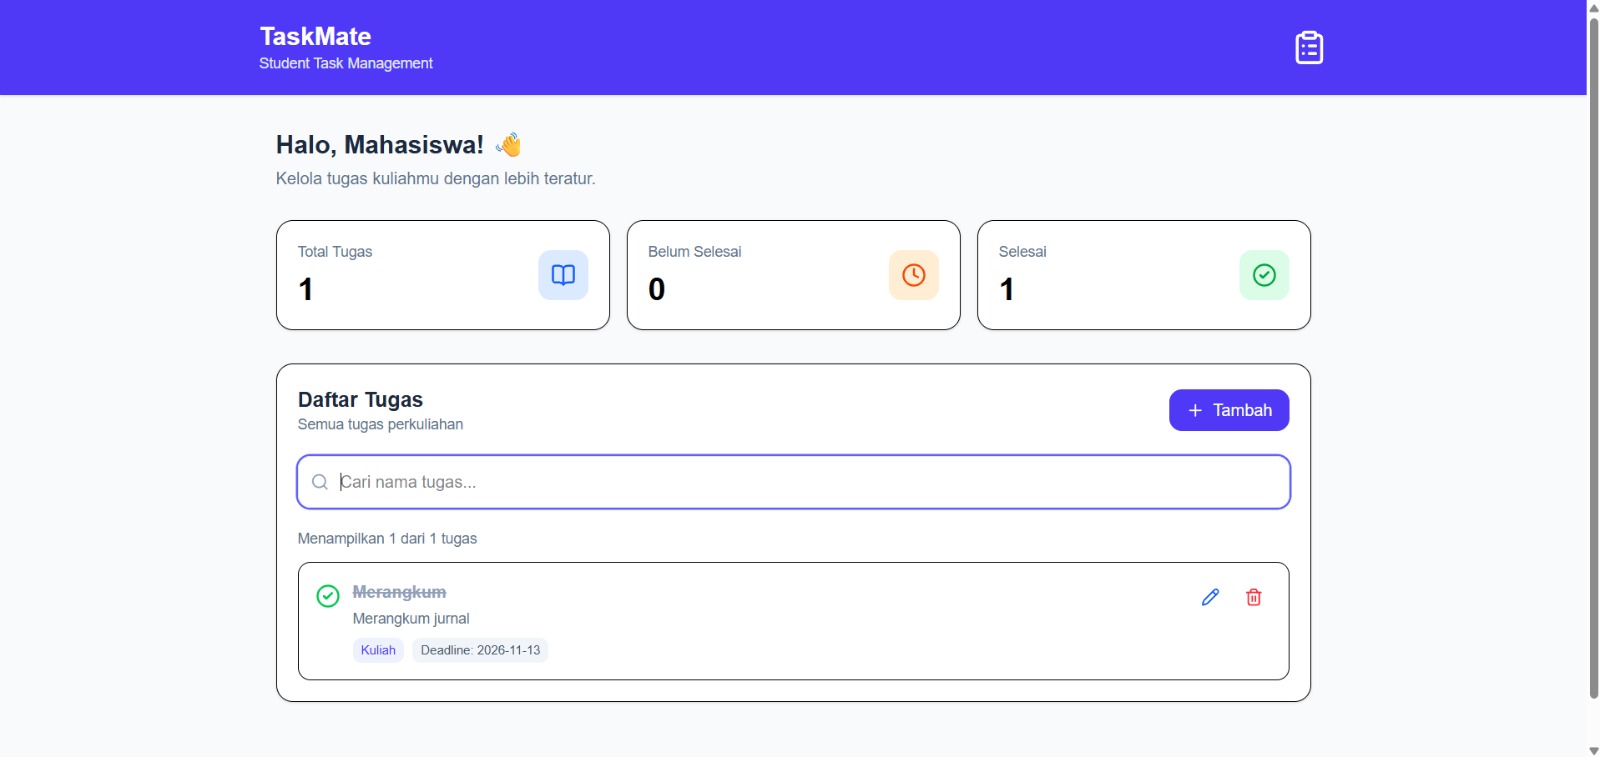 TaskMate
Student Task Management
Halo, Mahasiswa! 👋
Kelola tugas kuliahmu dengan lebih teratur.
Total Tugas
1
Belum Selesai
0
Selesai
1
Daftar Tugas
Semua tugas perkuliahan
+ Tambah
Cari nama tugas...
Menampilkan 1 dari 1 tugas
Merangkum
Merangkum jurnal
Kuliah
Deadline: 2026-11-13